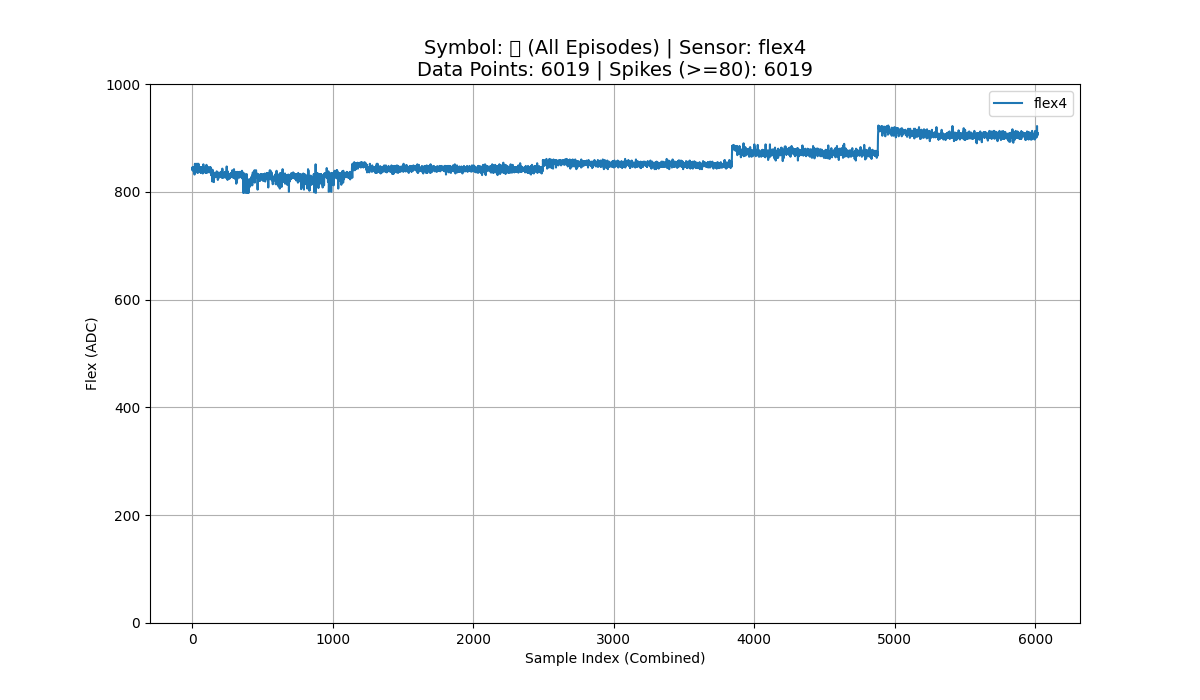 Symbol: (All Episodes) | Sensor: flex4
Data Points: 6019 | Spikes (>=80): 6019
flex4
1000
800
600
400
200
0
Flex (ADC)
0 1000 2000 3000 4000 5000 6000
Sample Index (Combined)